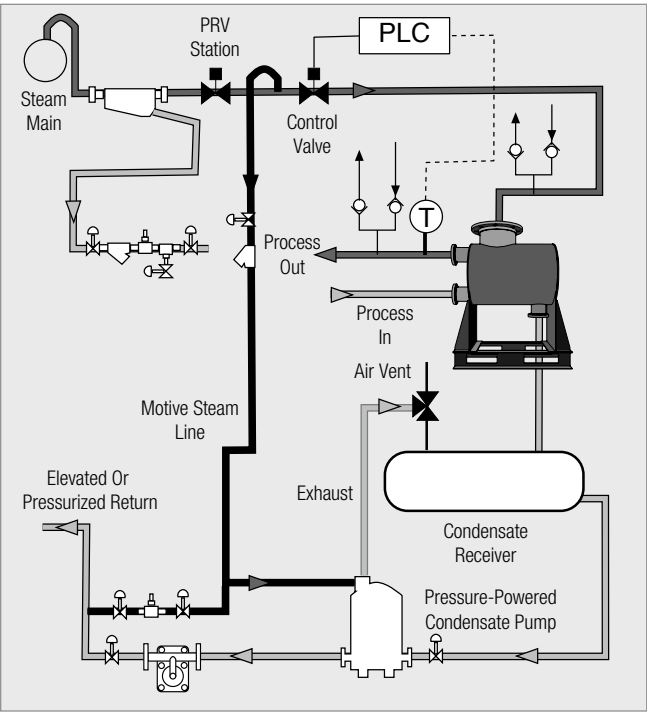 PRV
Station
PLC
Steam
Main
Control
Valve
T
Process
Out
Process
In
Air Vent
Motive Steam
Line
Elevated Or
Pressurized Return
Exhaust
Condensate
Receiver
Pressure-Powered
Condensate Pump